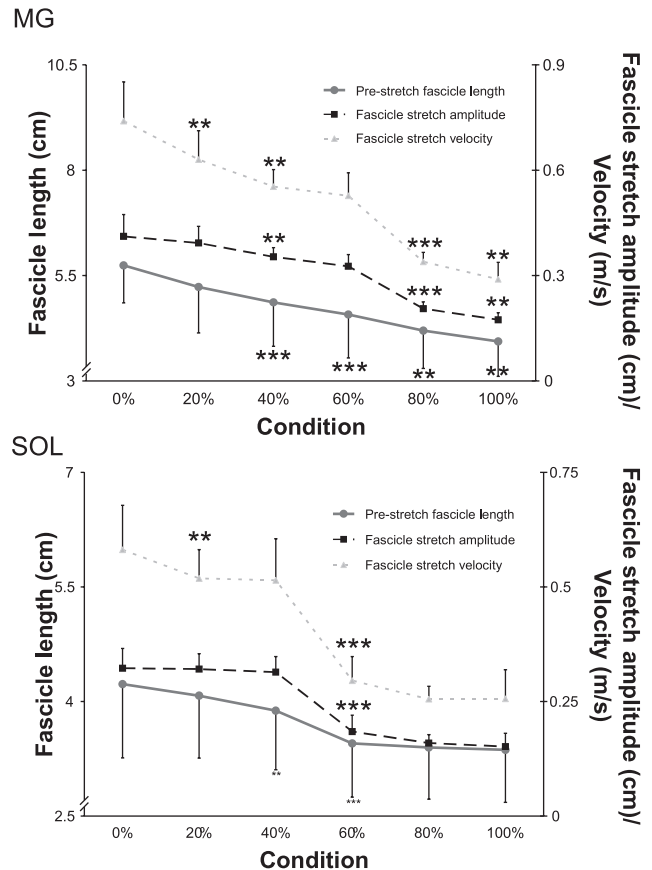 MG
10.5
8
5.5
3
Fascicle length (cm)
0.9
0.6
0.3
0
Fascicle stretch amplitude (cm)/
Velocity (m/s)
Pre-stretch fascicle length
Fascicle stretch amplitude
Fascicle stretch velocity
**
**
***
**
**
***
**
***
***
**
**
0%
20%
40%
60%
80%
100%
Condition
SOL
7
5.5
4
2.5
Fascicle length (cm)
0.75
0.5
0.25
0
Fascicle stretch amplitude (cm)/
Velocity (m/s)
Pre-stretch fascicle length
Fascicle stretch amplitude
Fascicle stretch velocity
**
***
***
**
***
0%
20%
40%
60%
80%
100%
Condition